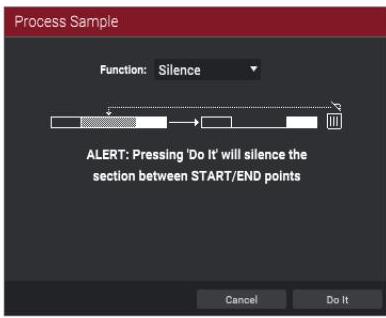 Process Sample
Function: Silence
ALERT: Pressing 'Do It' will silence the
section between START/END points
Cancel Do It